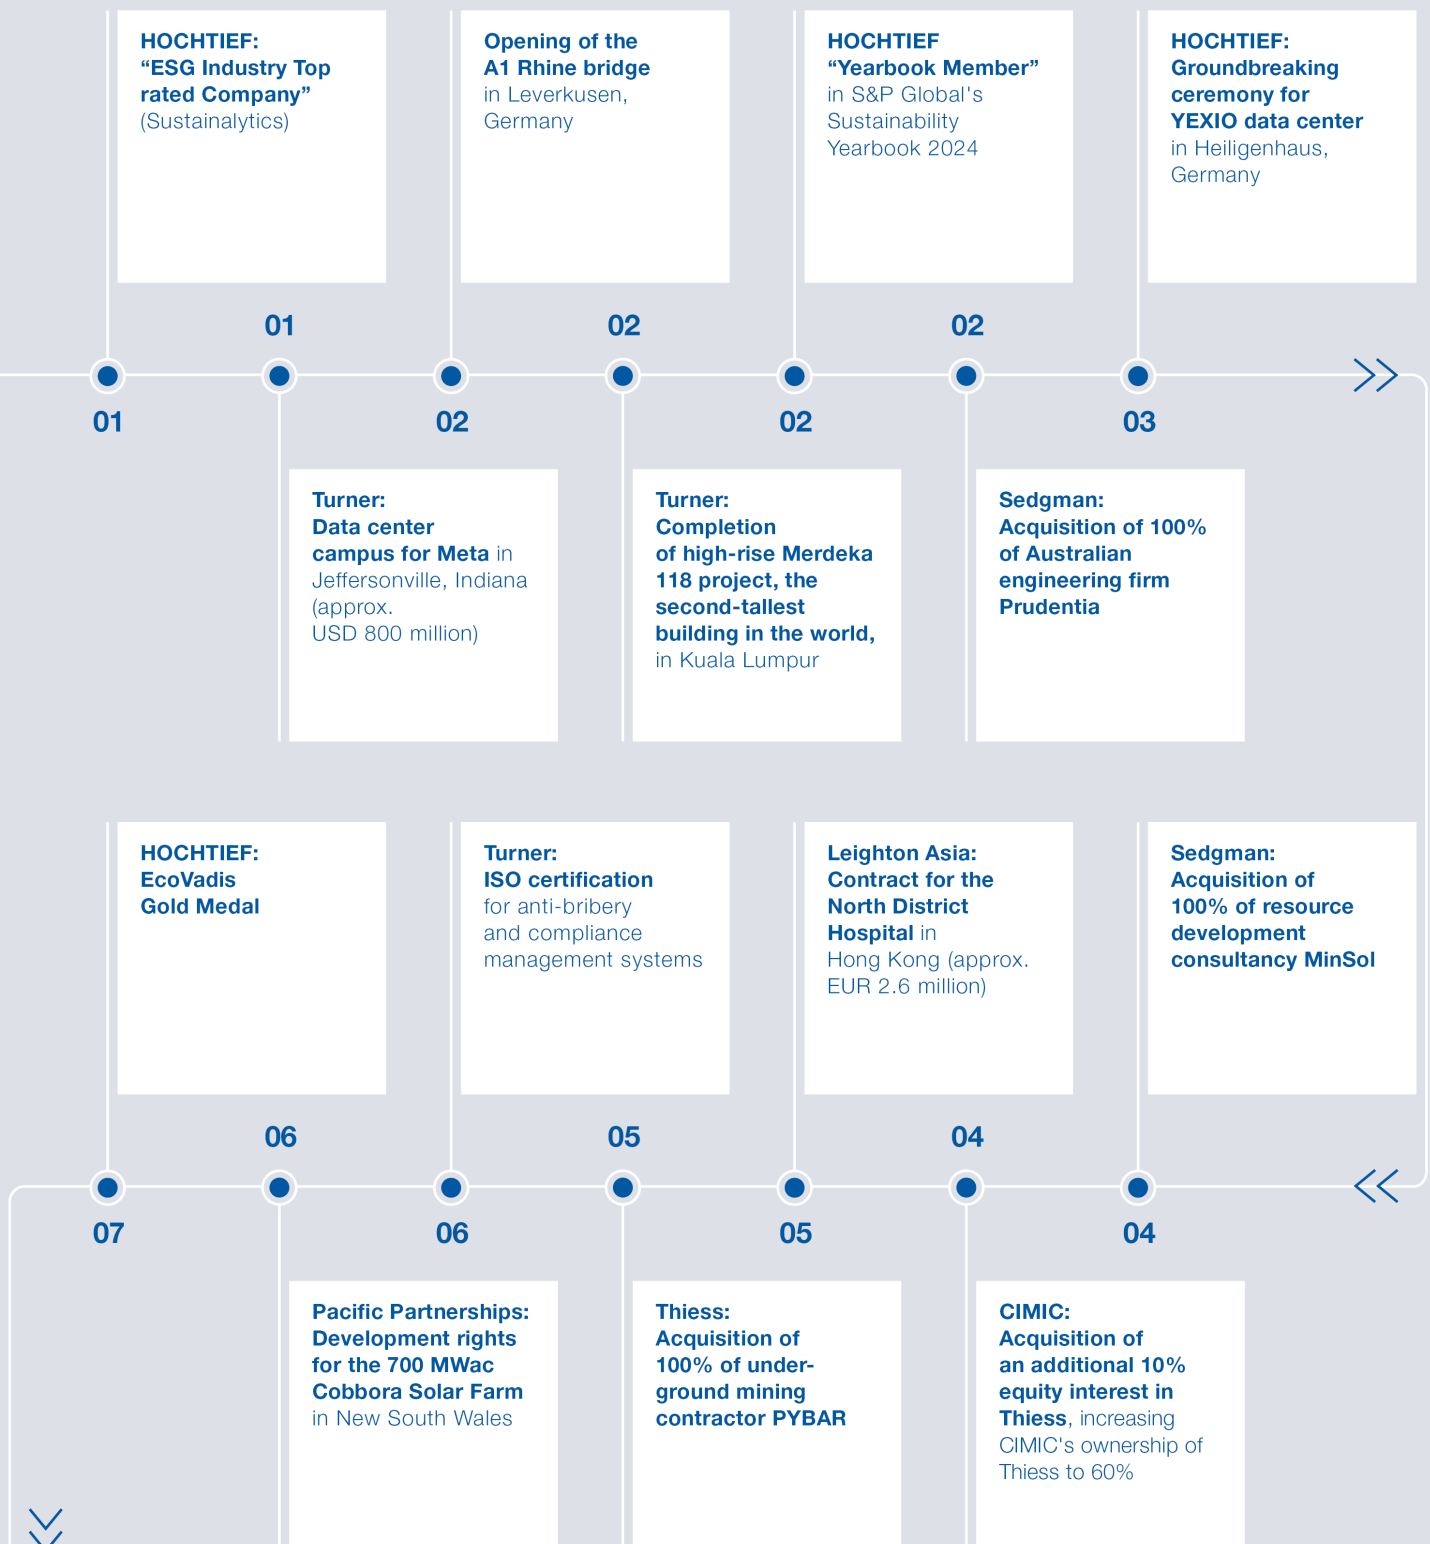 HOCHTIEF:
“ESG Industry Top
rated Company”
(Sustainalytics)
Opening of the
A1 Rhine bridge
in Leverkusen,
Germany
HOCHTIEF
“Yearbook Member”
in S&P Global's
Sustainability
Yearbook 2024
HOCHTIEF:
Groundbreaking
ceremony for
YEXIO data center
in Heiligenhaus,
Germany
01
02
02
01
02
02
03
Turner:
Data center
campus for Meta in
Jeffersonville, Indiana
(approx.
USD 800 million)
Turner:
Completion
of high-rise Merdeka
118 project, the
second-tallest
building in the world,
in Kuala Lumpur
Sedgman:
Acquisition of 100%
of Australian
engineering firm
Prudentia
HOCHTIEF:
EcoVadis
Gold Medal
Turner:
ISO certification
for anti-bribery
and compliance
management systems
Leighton Asia:
Contract for the
North District
Hospital in
Hong Kong (approx.
EUR 2.6 million)
Sedgman:
Acquisition of
100% of resource
development
consultancy MinSol
06
05
04
07
06
05
04
Pacific Partnerships:
Development rights
for the 700 MWac
Cobbora Solar Farm
in New South Wales
Thiess:
Acquisition of
100% of under-
ground mining
contractor PYBAR
CIMIC:
Acquisition of
an additional 10%
equity interest in
Thiess, increasing
CIMIC's ownership of
Thiess to 60%